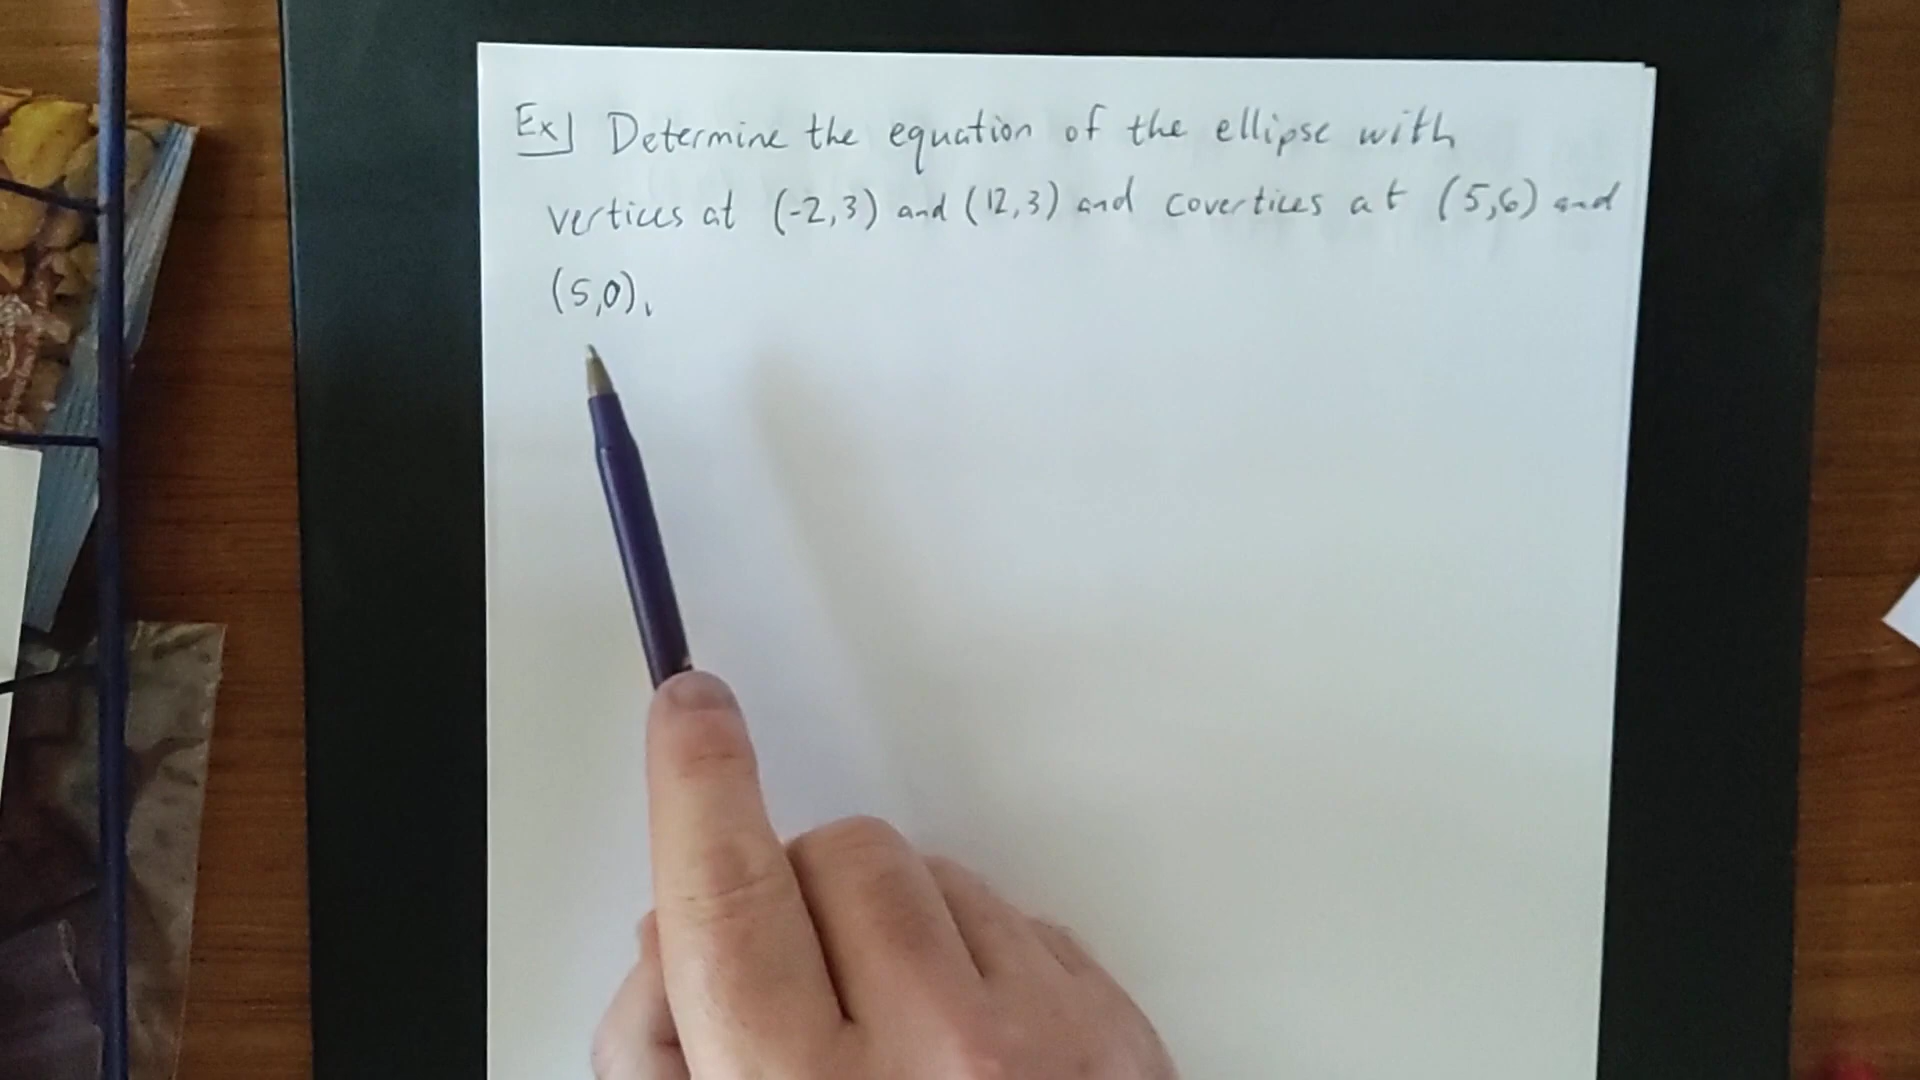 Ex] Determine the equation of the ellipse with
vertices at (-2,3) and (12,3) and covertices at (5,6) and
(5,0).